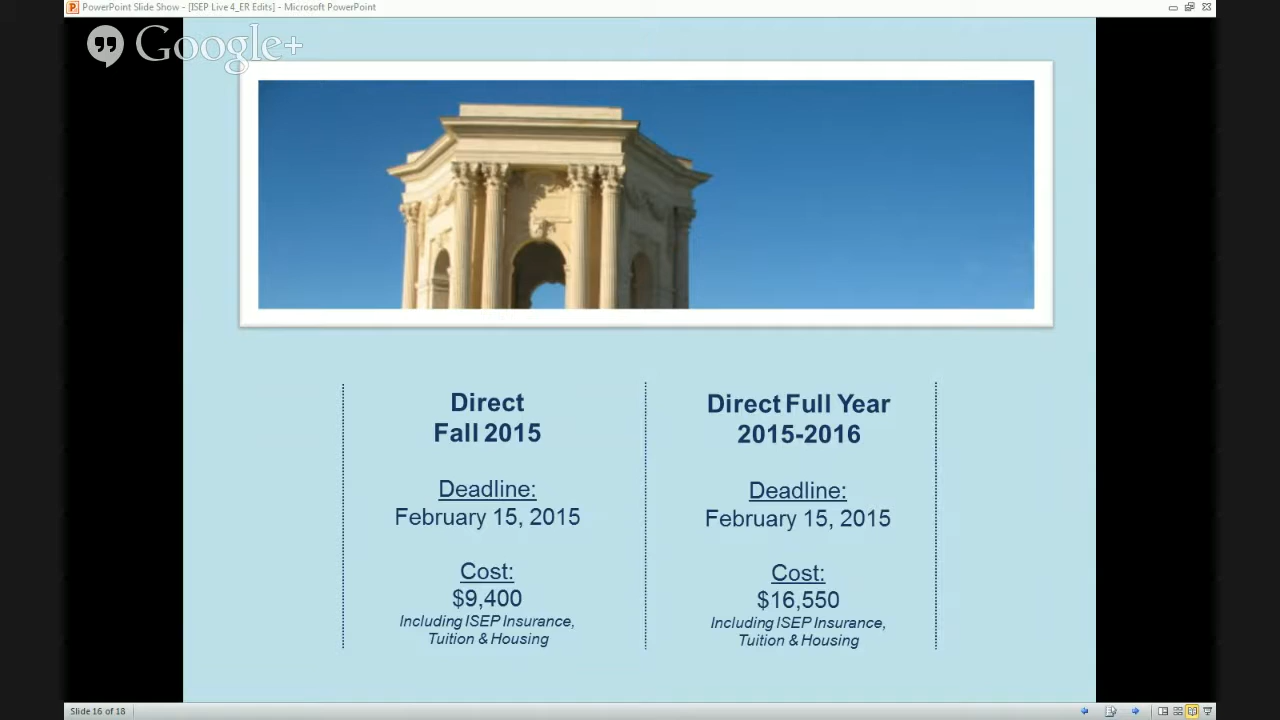 PowerPoint Slide Show - [ISEP Live 4_ER Edits] - Microsoft PowerPoint
Google+
Direct
Fall 2015
Deadline:
February 15, 2015
Cost:
$9,400
Including ISEP Insurance,
Tuition & Housing
Direct Full Year
2015-2016
Deadline:
February 15, 2015
Cost:
$16,550
Including ISEP Insurance,
Tuition & Housing
Slide 16 of 18